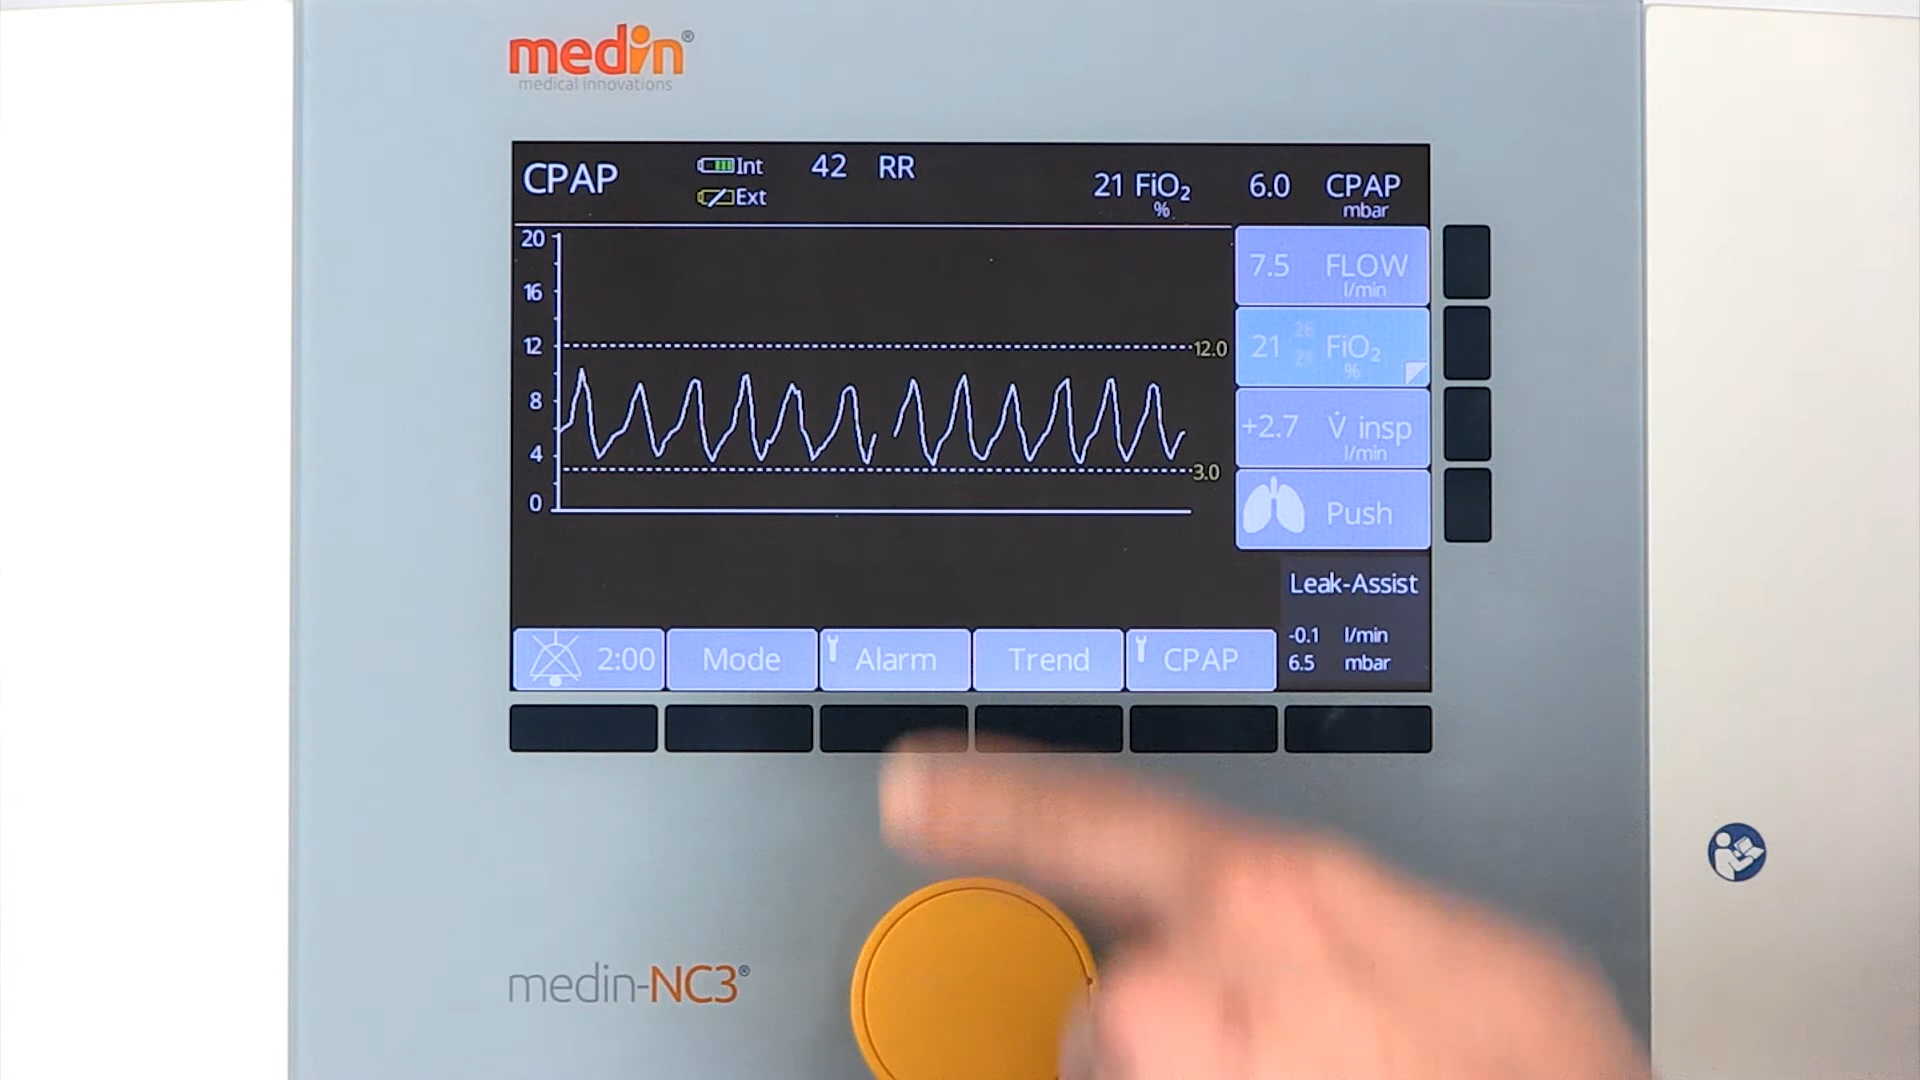 medin®
medical innovations
CPAP
Int
Ext
42 RR
21 FiO₂
%
6.0 CPAP
mbar
20
16
12
8
4
0
12.0
3.0
7.5 FLOW
l/min
21 26 21 FiO₂
%
+2.7 V̇ insp
l/min
Push
Leak-Assist
-0.1 l/min
6.5 mbar
2:00
Mode
Alarm
Trend
CPAP
medin-NC3®